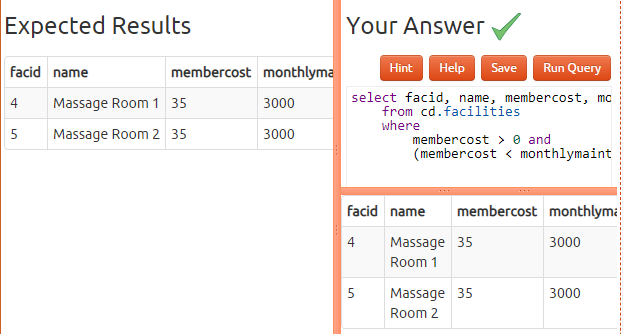 Expected Results
facid name membercost monthlyma
4 Massage Room 1 35 3000
5 Massage Room 2 35 3000
Your Answer
Hint Help Save Run Query
select facid, name, membercost, mo
from cd.facilities
where
membercost > 0 and
(membercost < monthlymaint
facid name membercost monthlyma
4 Massage 35 3000
Room 1
5 Massage 35 3000
Room 2